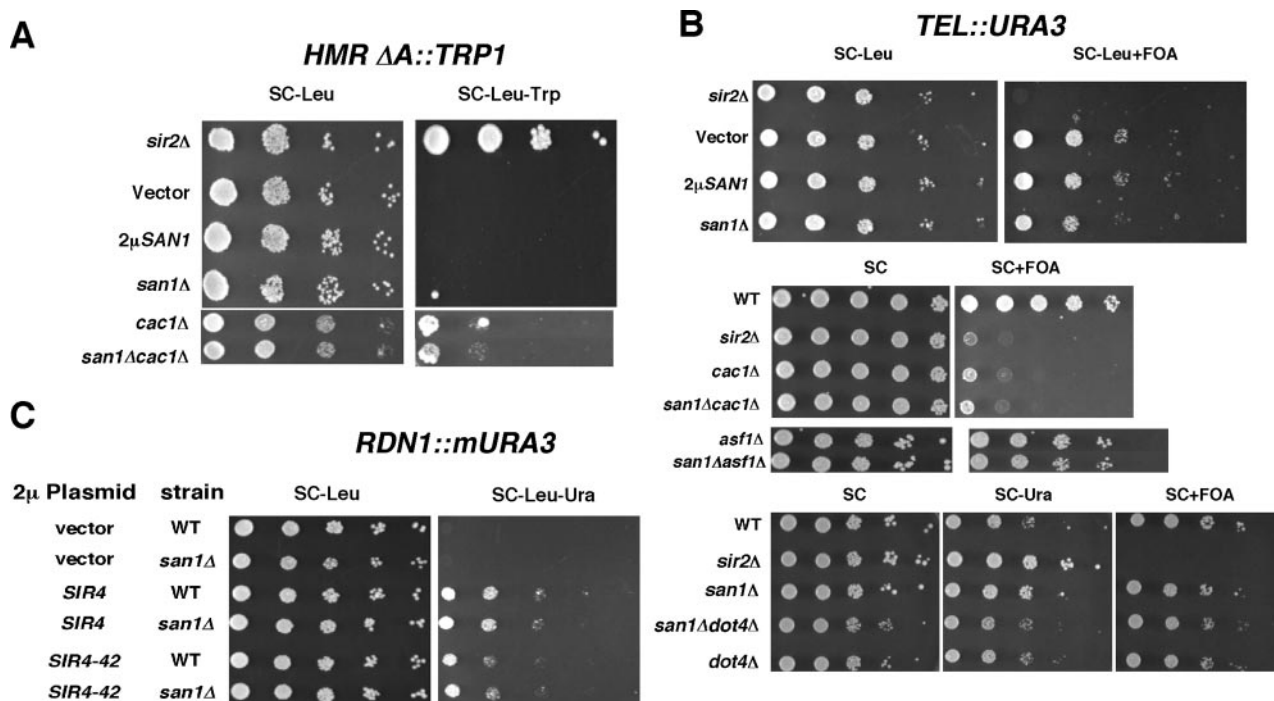 A
HMR ΔA::TRP1
SC-Leu SC-Leu-Trp
sir2Δ
Vector
2μSAN1
san1Δ
cac1Δ
san1Δcac1Δ
B
TEL::URA3
SC-Leu SC-Leu+FOA
sir2Δ
Vector
2μSAN1
san1Δ
SC SC+FOA
WT
sir2Δ
cac1Δ
san1Δcac1Δ
asf1Δ
san1Δasf1Δ
SC SC-Ura SC+FOA
WT
sir2Δ
san1Δ
san1Δdot4Δ
dot4Δ
C
RDN1::mURA3
2μ Plasmid strain SC-Leu SC-Leu-Ura
vector WT
vector san1Δ
SIR4 WT
SIR4 san1Δ
SIR4-42 WT
SIR4-42 san1Δ